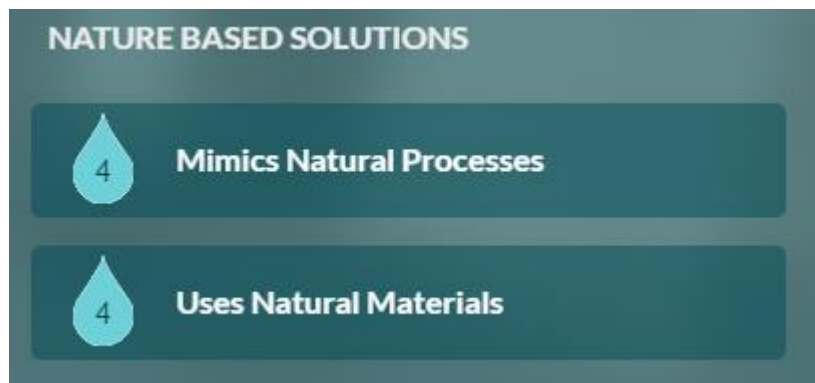 NATURE BASED SOLUTIONS
4 Mimics Natural Processes
4 Uses Natural Materials